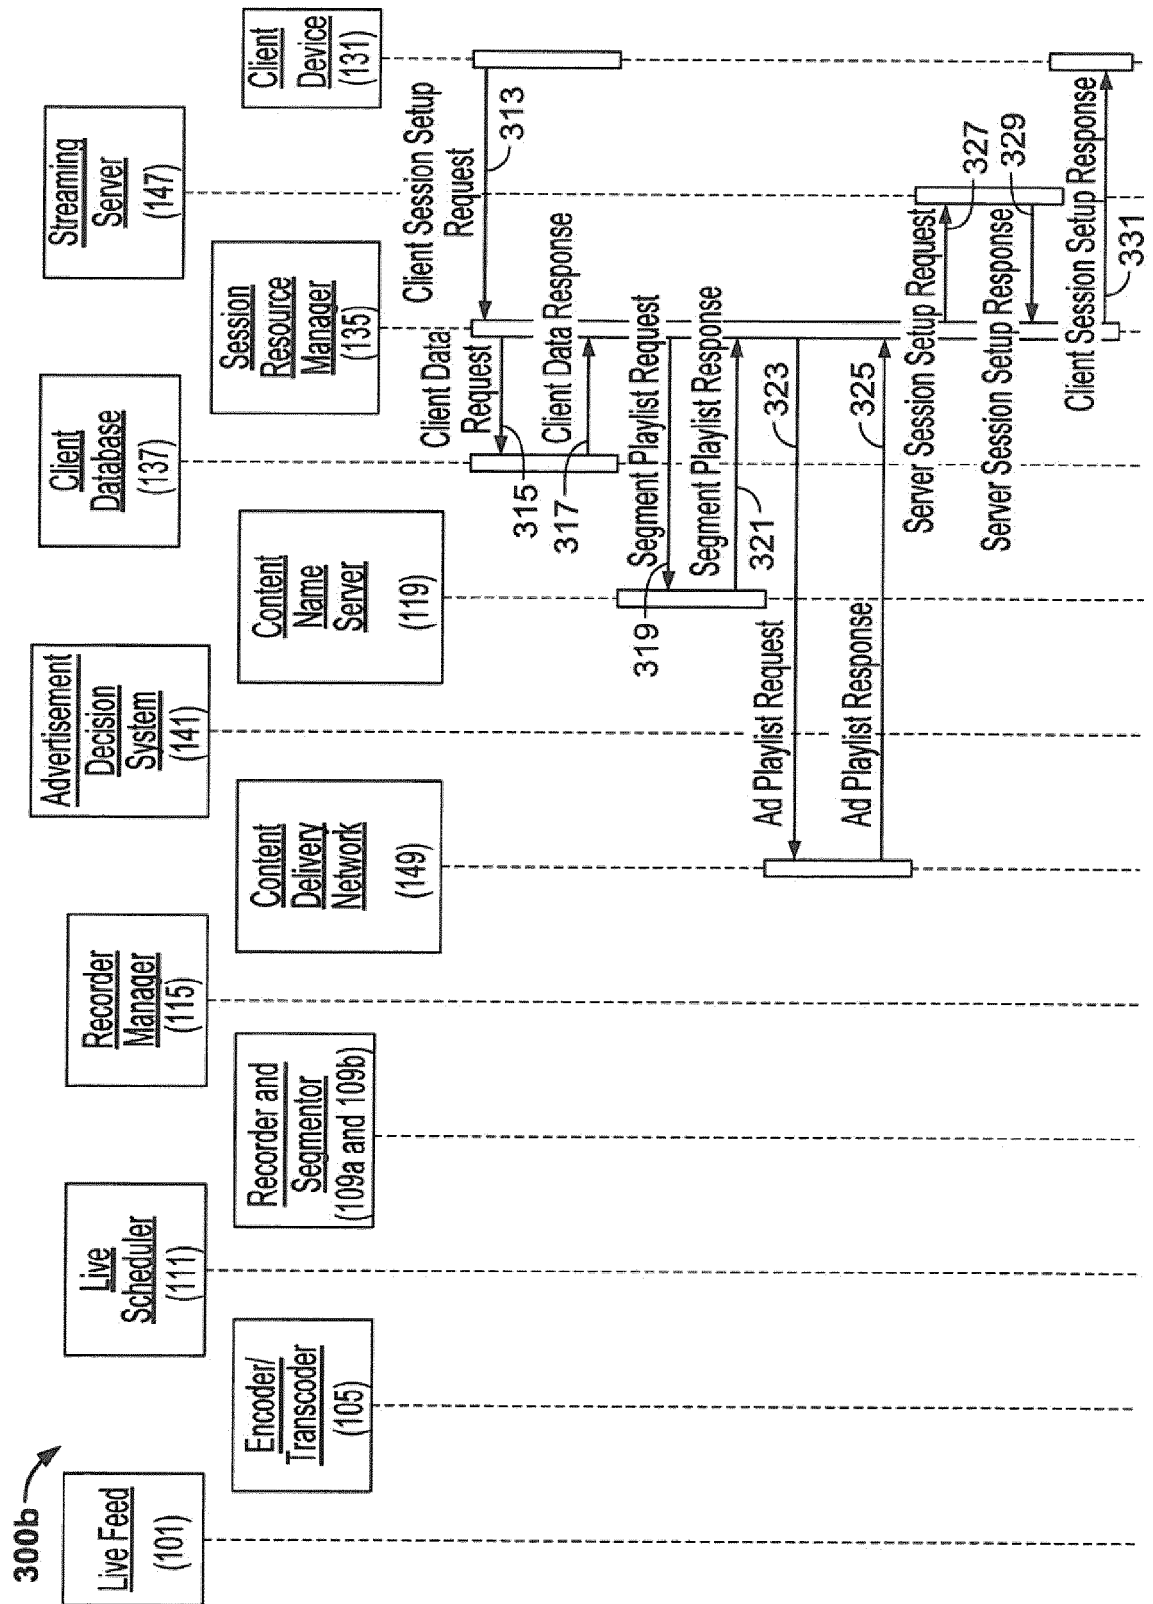 300b
Live Feed
(101)
Encoder/
Transcoder
(105)
Live
Scheduler
(111)
Recorder and
Segmentor
(109a and 109b)
Recorder
Manager
(115)
Content
Delivery
Network
(149)
Advertisement
Decision
System
(141)
Content
Name
Server
(119)
Client
Database
(137)
Session
Resource
Manager
(135)
Streaming
Server
(147)
Client
Device
(131)
Client Session Setup
Request
313
Client Data
Request
315
Client Data Response
317
Segment Playlist Request
319
Segment Playlist Response
321
Ad Playlist Request
323
Ad Playlist Response
325
Server Session Setup Request
327
Server Session Setup Response
329
Client Session Setup Response
331